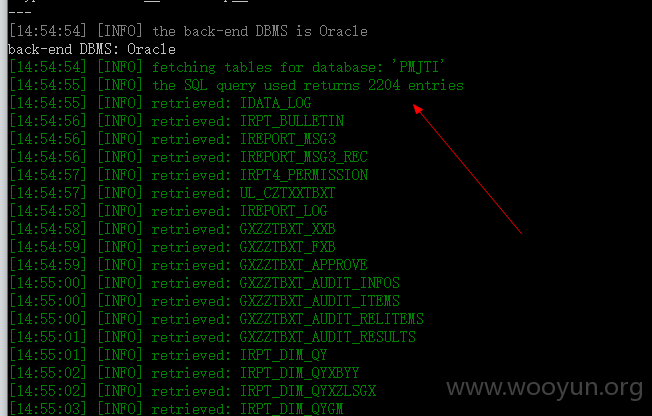 ---
[14:54:54] [INFO] the back-end DBMS is Oracle
back-end DBMS: Oracle
[14:54:54] [INFO] fetching tables for database: 'PMJTI'
[14:54:55] [INFO] the SQL query used returns 2204 entries
[14:54:55] [INFO] retrieved: IDATA_LOG
[14:54:56] [INFO] retrieved: IRPT_BULLETIN
[14:54:56] [INFO] retrieved: IREPORT_MSG3
[14:54:56] [INFO] retrieved: IREPORT_MSG3_REC
[14:54:57] [INFO] retrieved: IRPT4_PERMISSION
[14:54:57] [INFO] retrieved: UL_CZTXXTBXT
[14:54:58] [INFO] retrieved: IREPORT_LOG
[14:54:58] [INFO] retrieved: GXZZTBXT_XXB
[14:54:59] [INFO] retrieved: GXZZTBXT_FXB
[14:54:59] [INFO] retrieved: GXZZTBXT_APPROVE
[14:55:00] [INFO] retrieved: GXZZTBXT_AUDIT_INFOS
[14:55:00] [INFO] retrieved: GXZZTBXT_AUDIT_ITEMS
[14:55:00] [INFO] retrieved: GXZZTBXT_AUDIT_RELITEMS
[14:55:01] [INFO] retrieved: GXZZTBXT_AUDIT_RESULTS
[14:55:01] [INFO] retrieved: IRPT_DIM_QY
[14:55:02] [INFO] retrieved: IRPT_DIM_QYXBYY
[14:55:02] [INFO] retrieved: IRPT_DIM_QYXZLSGX
[14:55:03] [INFO] retrieved: IRPT_DIM_QYGM
www.wooyun.org